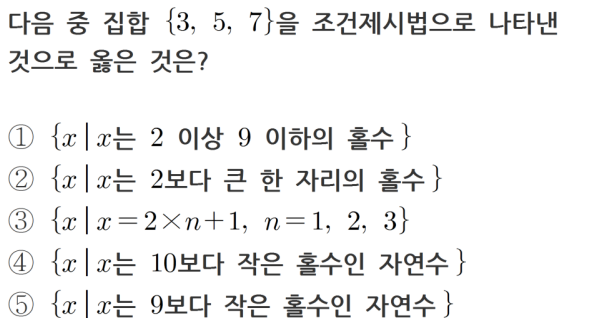 다음 중 집합 {3, 5, 7}을 조건제시법으로 나타낸
것으로 옳은 것은?
① {x | x는 2 이상 9 이하의 홀수}
② {x | x는 2보다 큰 한 자리의 홀수}
③ {x | x=2×n+1, n=1, 2, 3}
④ {x | x는 10보다 작은 홀수인 자연수}
⑤ {x | x는 9보다 작은 홀수인 자연수}